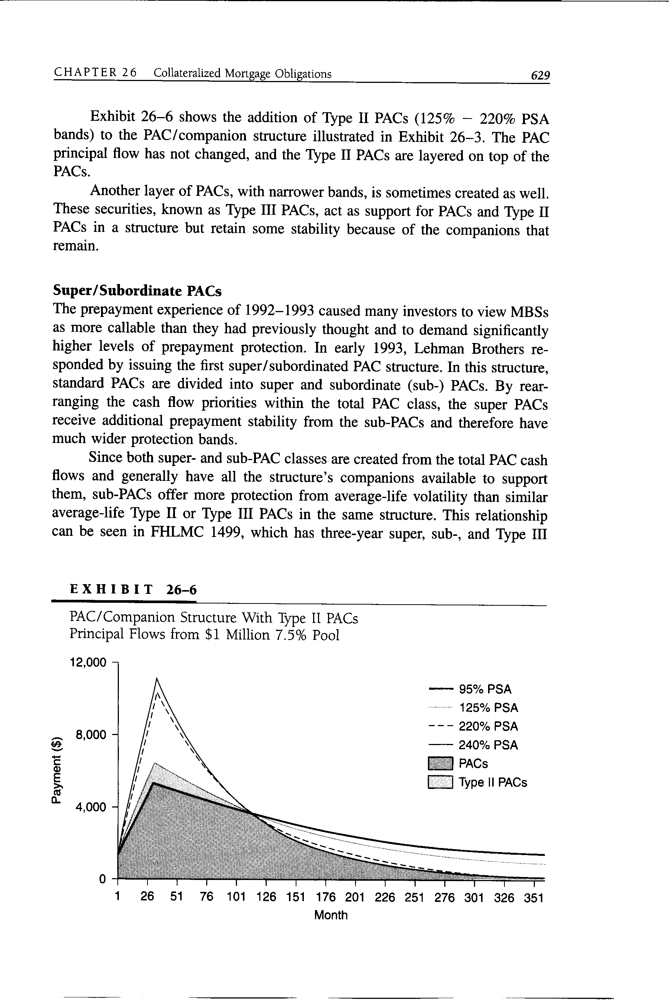 CHAPTER 26 Collateralized Mortgage Obligations 629
Exhibit 26–6 shows the addition of Type II PACs (125% – 220% PSA
bands) to the PAC/companion structure illustrated in Exhibit 26–3. The PAC
principal flow has not changed, and the Type II PACs are layered on top of the
PACs.
Another layer of PACs, with narrower bands, is sometimes created as well.
These securities, known as Type III PACs, act as support for PACs and Type II
PACs in a structure but retain some stability because of the companions that
remain.
Super/Subordinate PACs
The prepayment experience of 1992–1993 caused many investors to view MBSs
as more callable than they had previously thought and to demand significantly
higher levels of prepayment protection. In early 1993, Lehman Brothers re-
sponded by issuing the first super/subordinated PAC structure. In this structure,
standard PACs are divided into super and subordinate (sub-) PACs. By rear-
ranging the cash flow priorities within the total PAC class, the super PACs
receive additional prepayment stability from the sub-PACs and therefore have
much wider protection bands.
Since both super- and sub-PAC classes are created from the total PAC cash
flows and generally have all the structure's companions available to support
them, sub-PACs offer more protection from average-life volatility than similar
average-life Type II or Type III PACs in the same structure. This relationship
can be seen in FHLMC 1499, which has three-year super, sub-, and Type III
EXHIBIT 26–6
PAC/Companion Structure With Type II PACs
Principal Flows from $1 Million 7.5% Pool
12,000
8,000
4,000
0
Payment ($)
95% PSA
125% PSA
220% PSA
240% PSA
PACs
Type II PACs
1 26 51 76 101 126 151 176 201 226 251 276 301 326 351
Month